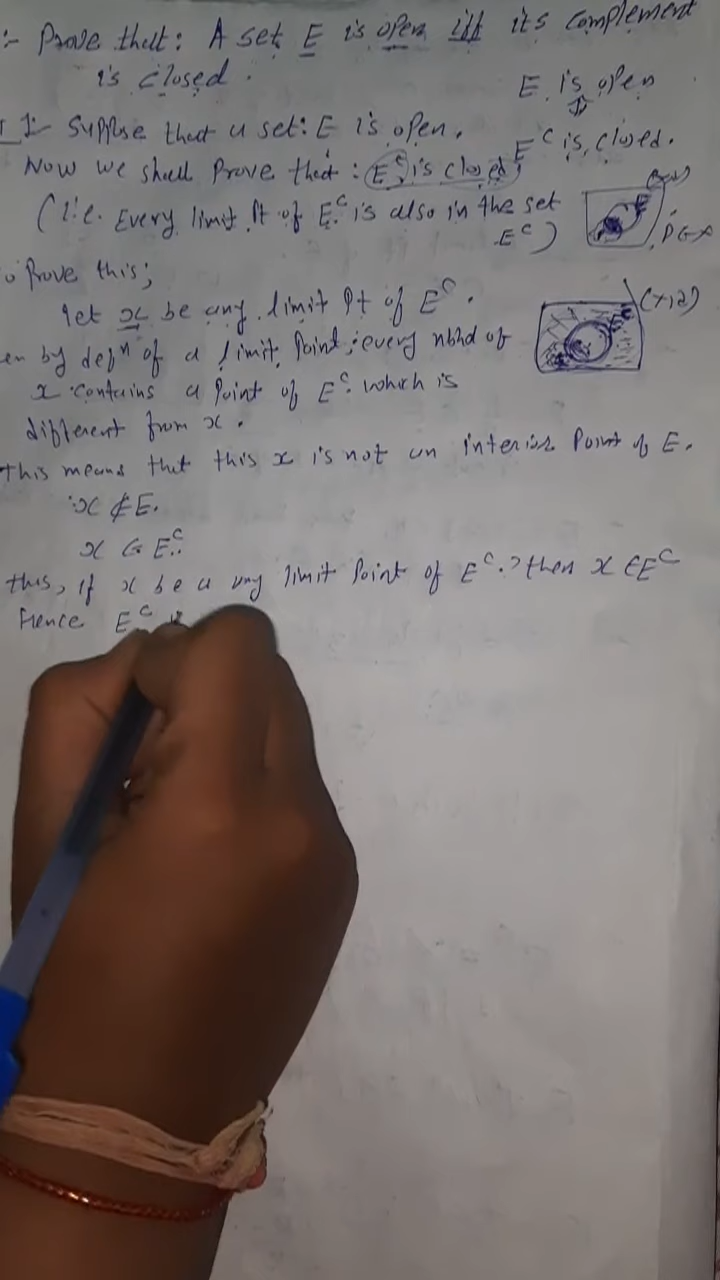 :- Prove that: A set E is open iff its complement
is closed.
E is open
⇕
E^c is closed.
1- Suppose that a set: E is open.
Now we shall Prove that: E^c is closed,
(i.e. Every limit Pt of E^c is also in the set
E^c)
o Prove this;
let x be any limit Pt of E^c.
en by defn of a limit Point; every nbhd of
x contains a Point of E^c which is
different from x.
This means that this x is not an interior Point of E.
∵ x ∉ E.
x ∈ E^c
this, if x be a any limit Point of E^c. then x ∈ E^c
Hence E^c